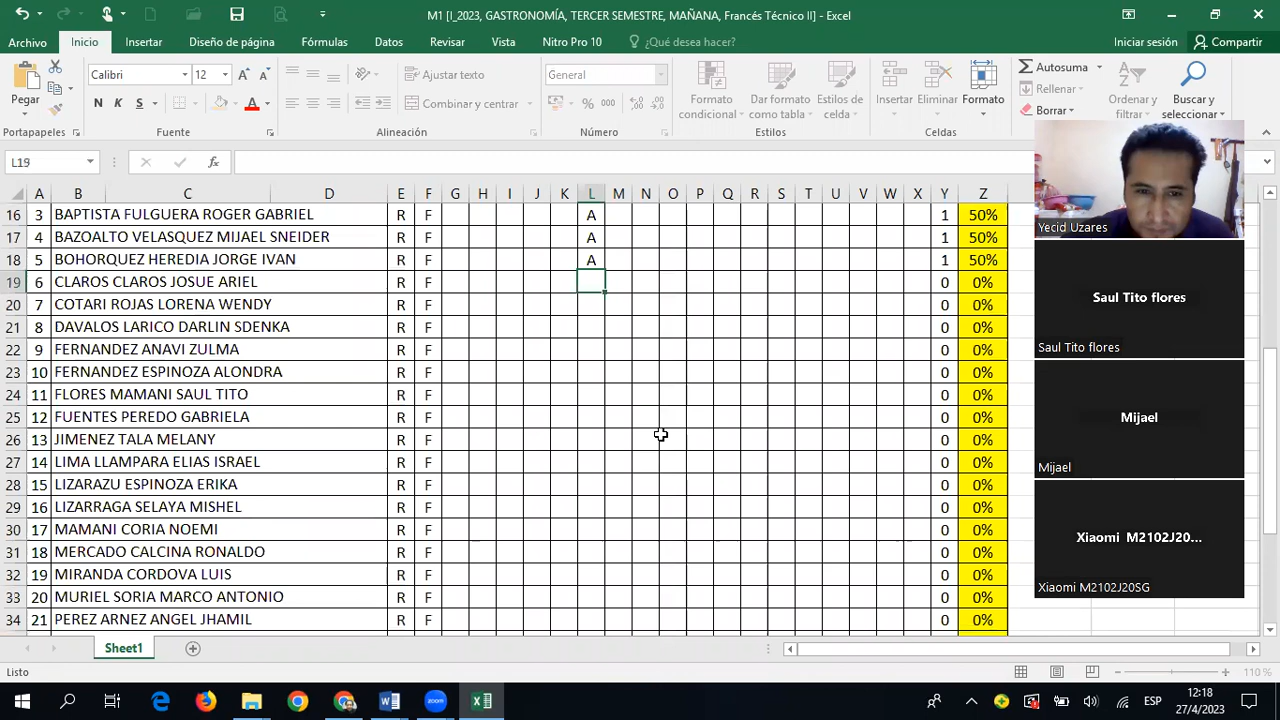 M1 [I_2023, GASTRONOMÍA, TERCER SEMESTRE, MAÑANA, Francés Técnico II] - Excel
Archivo Inicio Insertar Diseño de página Fórmulas Datos Revisar Vista Nitro Pro 10 ¿Qué desea hacer? Iniciar sesión Compartir
Pegar
Calibri 12
N K S
Ajustar texto
Combinar y centrar
General
% 000
Formato condicional
Dar formato como tabla
Estilos de celda
Insertar
Eliminar
Formato
Autosuma
Rellenar
Borrar
Ordenar y filtrar
Buscar y seleccionar
Portapapeles Fuente Alineación Número Estilos Celdas
L19 fx
A B C D E F G H I J K L M N O P Q R S T U V W X Y Z
16 3 BAPTISTA FULGUERA ROGER GABRIEL R F A 1 50%
17 4 BAZOALTO VELASQUEZ MIJAEL SNEIDER R F A 1 50%
18 5 BOHORQUEZ HEREDIA JORGE IVAN R F A 1 50%
19 6 CLAROS CLAROS JOSUE ARIEL R F 0 0%
20 7 COTARI ROJAS LORENA WENDY R F 0 0%
21 8 DAVALOS LARICO DARLIN SDENKA R F 0 0%
22 9 FERNANDEZ ANAVI ZULMA R F 0 0%
23 10 FERNANDEZ ESPINOZA ALONDRA R F 0 0%
24 11 FLORES MAMANI SAUL TITO R F 0 0%
25 12 FUENTES PEREDO GABRIELA R F 0 0%
26 13 JIMENEZ TALA MELANY R F 0 0%
27 14 LIMA LLAMPARA ELIAS ISRAEL R F 0 0%
28 15 LIZARAZU ESPINOZA ERIKA R F 0 0%
29 16 LIZARRAGA SELAYA MISHEL R F 0 0%
30 17 MAMANI CORIA NOEMI R F 0 0%
31 18 MERCADO CALCINA RONALDO R F 0 0%
32 19 MIRANDA CORDOVA LUIS R F 0 0%
33 20 MURIEL SORIA MARCO ANTONIO R F 0 0%
34 21 PEREZ ARNEZ ANGEL JHAMIL R F 0 0%
Yecid Uzares
Saul Tito flores
Saul Tito flores
Mijael
Mijael
Xiaomi M2102J20...
Xiaomi M2102J20SG
Sheet1
Listo
110 %
ESP
12:18
27/4/2023